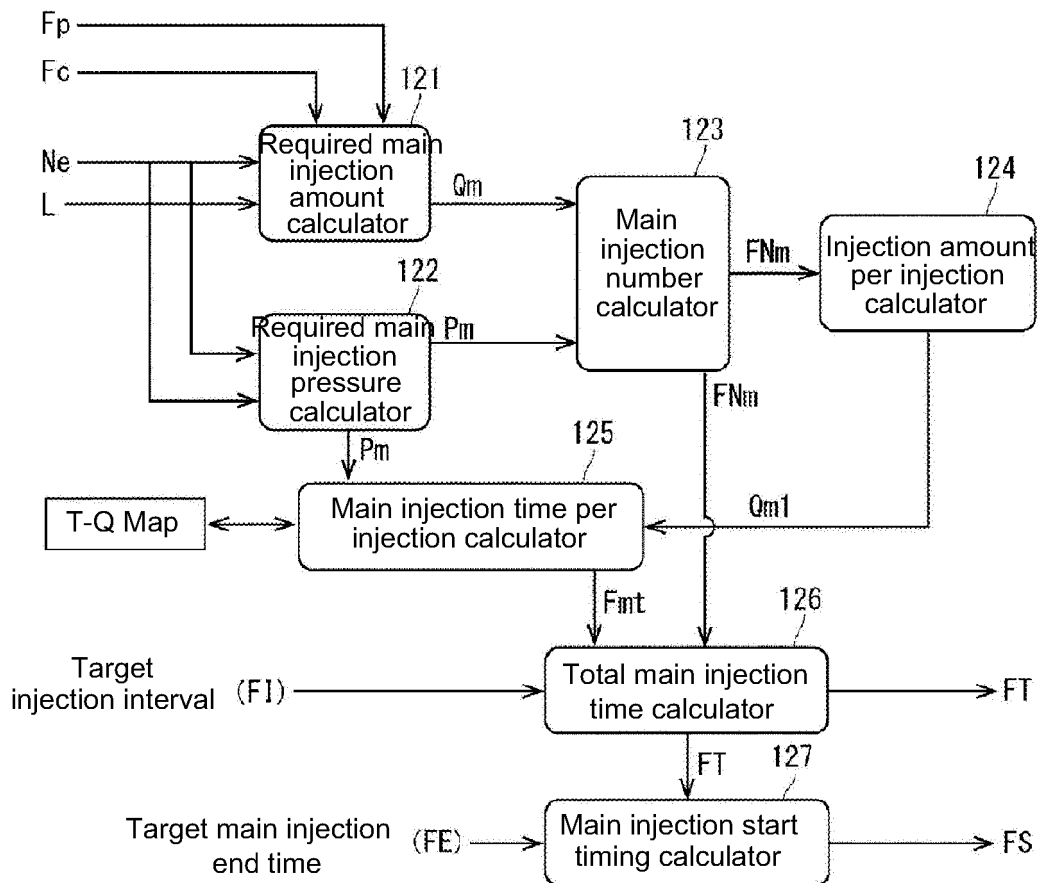 Fp
Fc
121
Ne
L
Required main
injection
amount
calculator
Qm
123
Main
injection
number
calculator
FNm
124
Injection amount
per injection
calculator
122
Required main
injection
pressure
calculator
Pm
FNm
Pm
125
T-Q Map
Main injection time per
injection calculator
Qm1
Fmt
126
Target
injection interval
(FI)
Total main injection
time calculator
FT
FT
127
Target main injection
end time
(FE)
Main injection start
timing calculator
FS